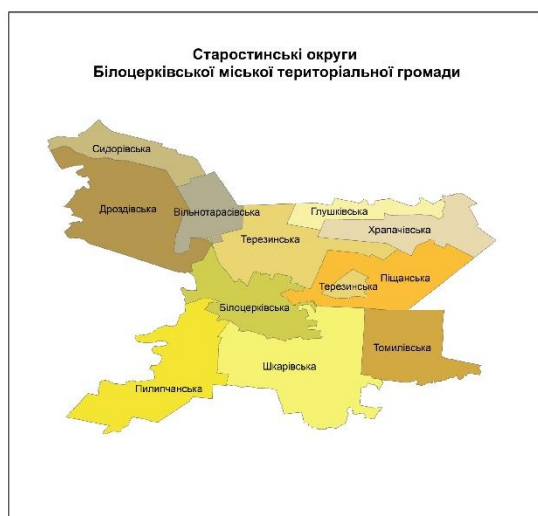 Старостинські округи
Білоцерківської міської територіальної громади
Сидорівська
Дроздівська
Вільнотарасівська
Глушківська
Храпачівська
Терезинська
Піщанська
Терезинська
Білоцерківська
Томилівська
Шкарівська
Пилипчанська